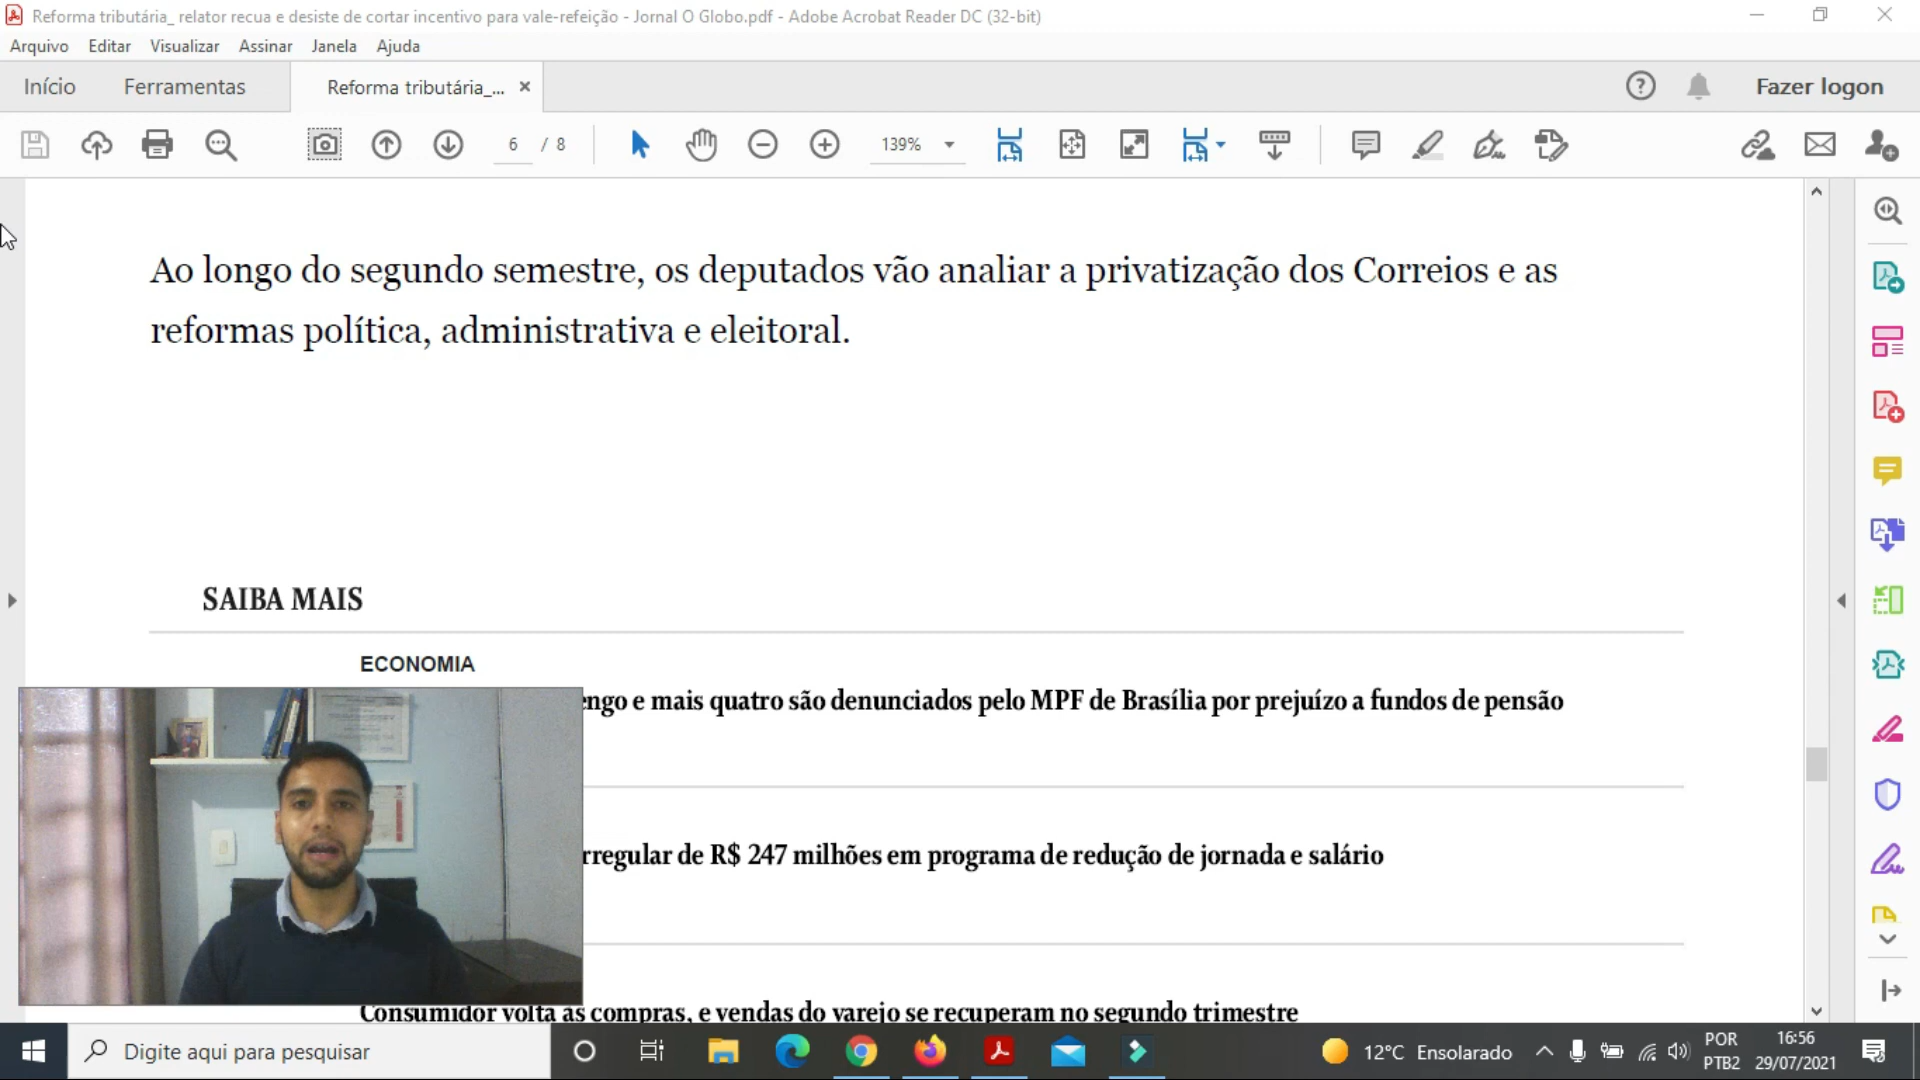 Reforma tributária_ relator recua e desiste de cortar incentivo para vale-refeição - Jornal O Globo.pdf - Adobe Acrobat Reader DC (32-bit)
Arquivo Editar Visualizar Assinar Janela Ajuda
Início Ferramentas Reforma tributária_... × Fazer logon
6 / 8 139%
Ao longo do segundo semestre, os deputados vão analiar a privatização dos Correios e as
reformas política, administrativa e eleitoral.
SAIBA MAIS
ECONOMIA
engo e mais quatro são denunciados pelo MPF de Brasília por prejuízo a fundos de pensão
rregular de R$ 247 milhões em programa de redução de jornada e salário
Consumidor volta às compras, e vendas do varejo se recuperam no segundo trimestre
Digite aqui para pesquisar 12°C Ensolarado POR 16:56
PTB2 29/07/2021